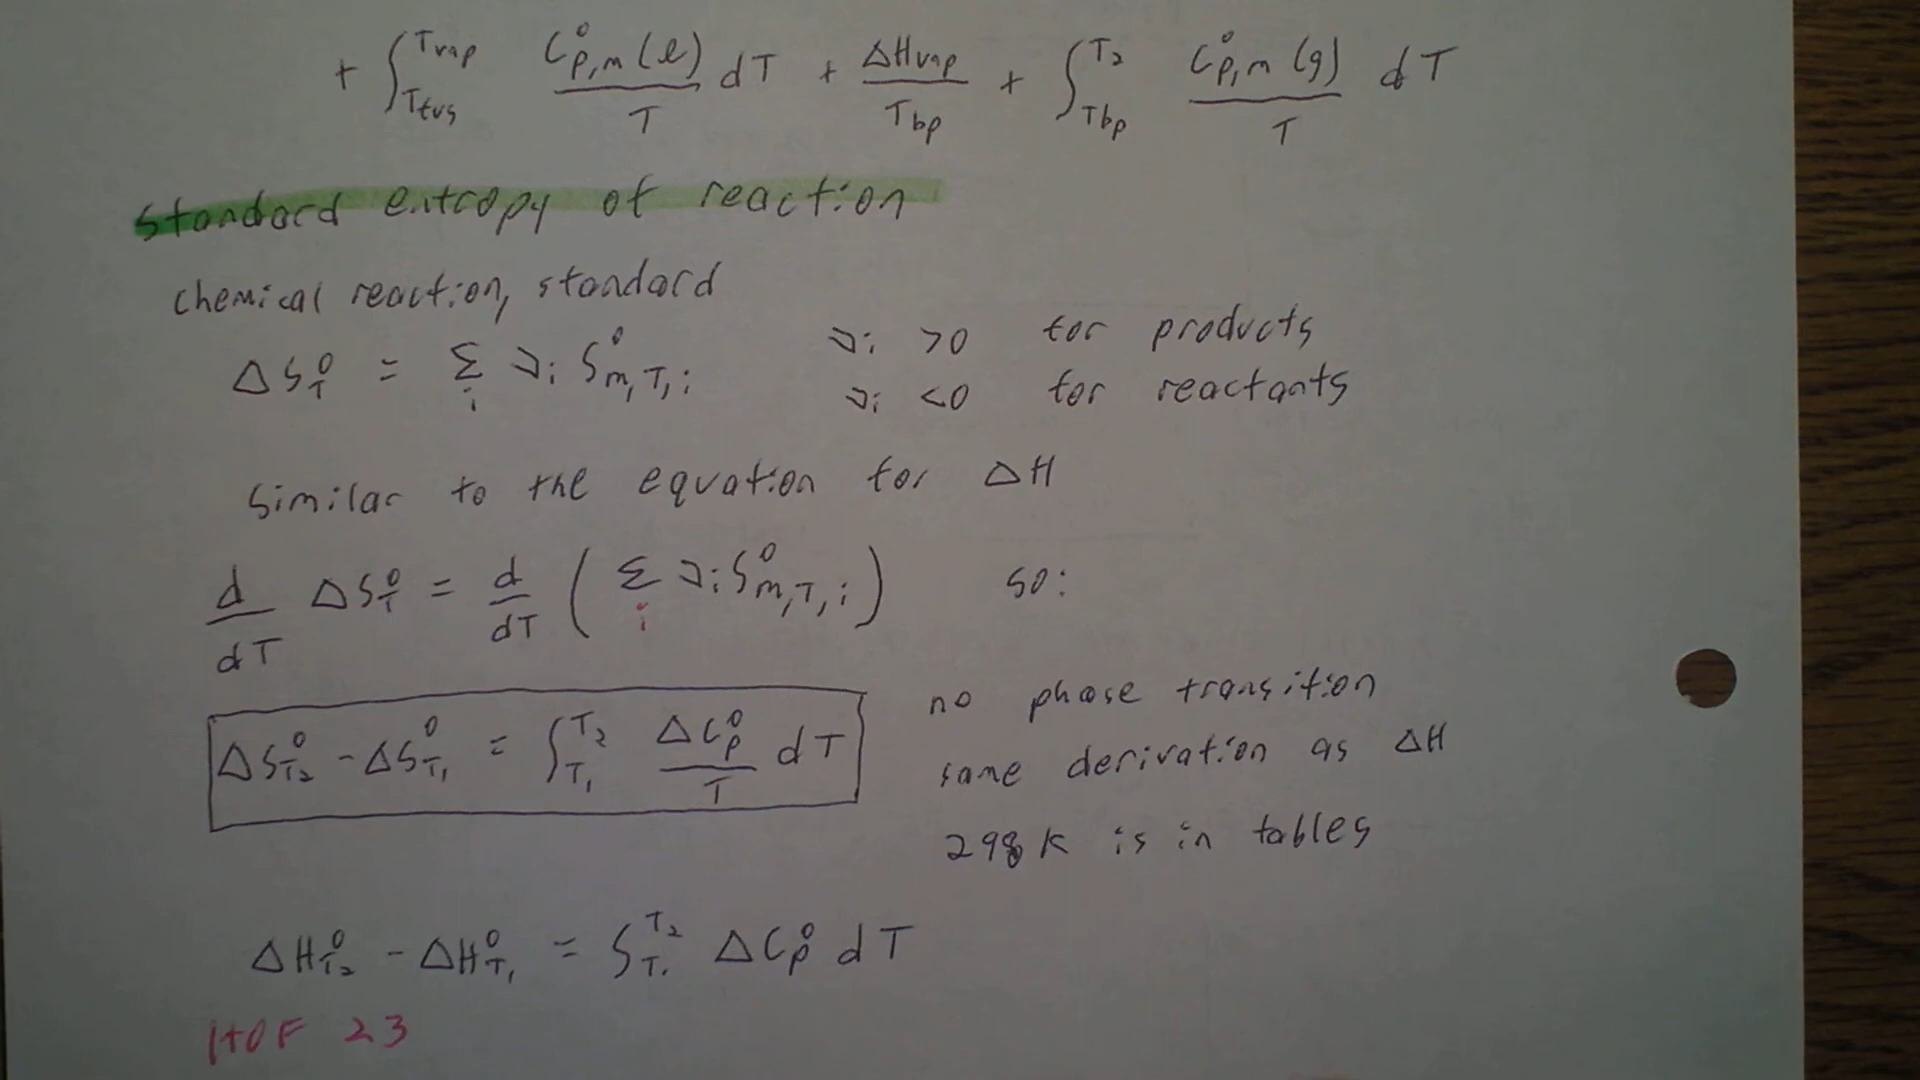 + ∫_{Tfus}^{Tvap} C°p,m(l)/T dT + ΔHvap/Tbp + ∫_{Tbp}^{T2} C°p,m(g)/T dT
standard entropy of reaction
chemical reaction, standard
ΔS°T = Σi νi S°m,T,i   νi >0 for products
νi <0 for reactants
similar to the equation for ΔH
d/dT ΔS°T = d/dT ( Σi νi S°m,T,i )   so:
no phase transition
ΔS°T2 - ΔS°T1 = ∫_{T1}^{T2} ΔC°p/T dT
same derivation as ΔH
298 K is in tables
ΔH°T2 - ΔH°T1 = ∫_{T1}^{T2} ΔC°p dT
HOF 23